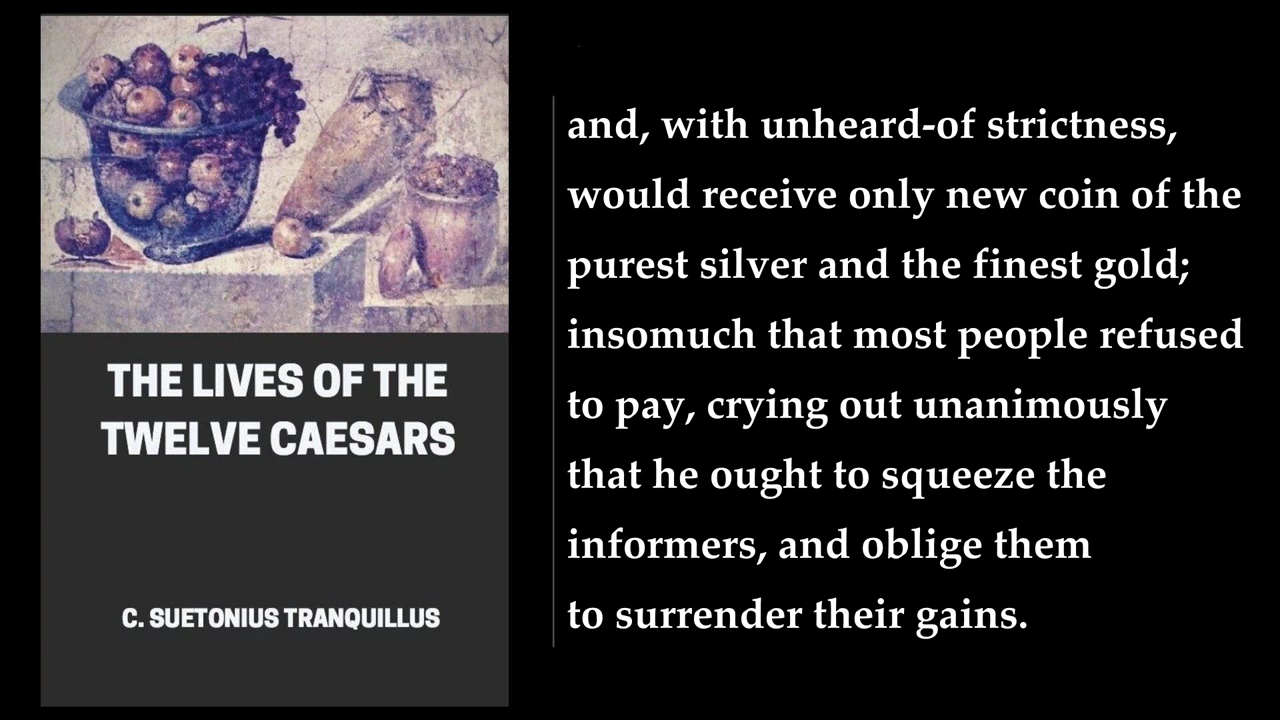 THE LIVES OF THE
TWELVE CAESARS
C. SUETONIUS TRANQUILLUS
and, with unheard-of strictness,
would receive only new coin of the
purest silver and the finest gold;
insomuch that most people refused
to pay, crying out unanimously
that he ought to squeeze the
informers, and oblige them
to surrender their gains.